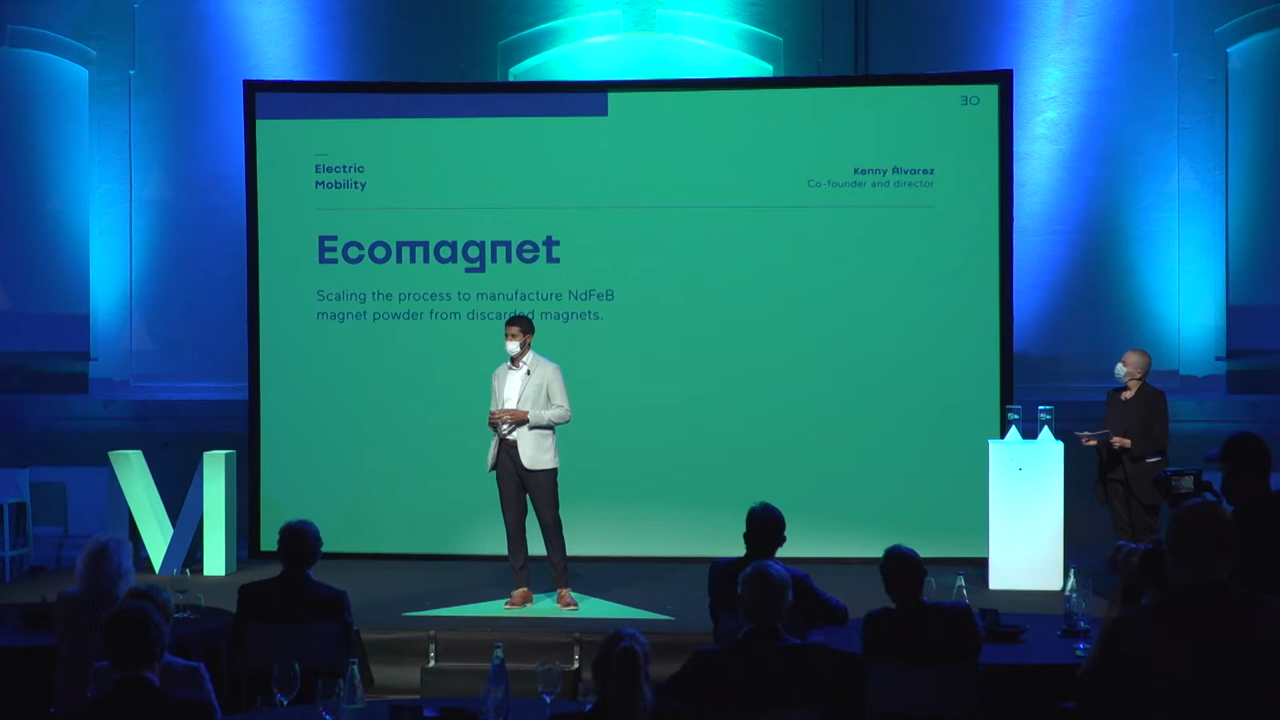 30
Electric
Mobility
Kenny Álvarez
Co-founder and director
Ecomagnet
Scaling the process to manufacture NdFeB
magnet powder from discarded magnets.